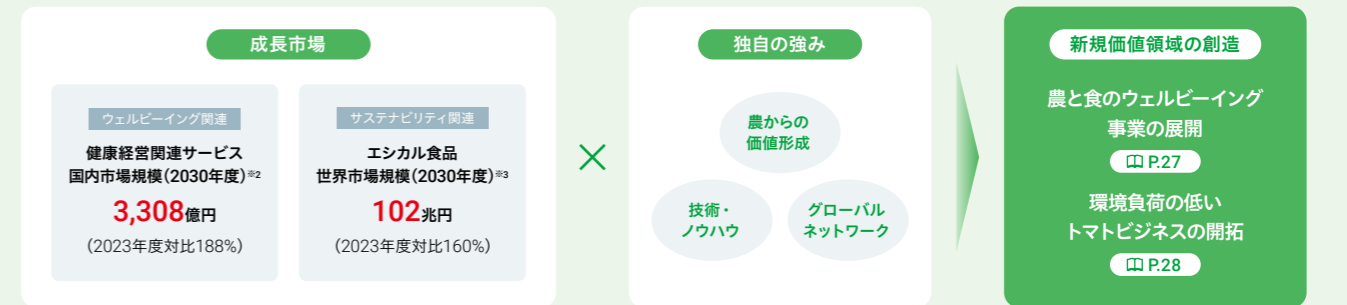 成長市場
ウェルビーイング関連
健康経営関連サービス
国内市場規模（2030年度）※2
3,308億円
（2023年度対比188%）
サステナビリティ関連
エシカル食品
世界市場規模（2030年度）※3
102兆円
（2023年度対比160%）
×
独自の強み
農からの
価値形成
技術・
ノウハウ
グローバル
ネットワーク
新規価値領域の創造
農と食のウェルビーイング
事業の展開
P.27
環境負荷の低い
トマトビジネスの開拓
P.28